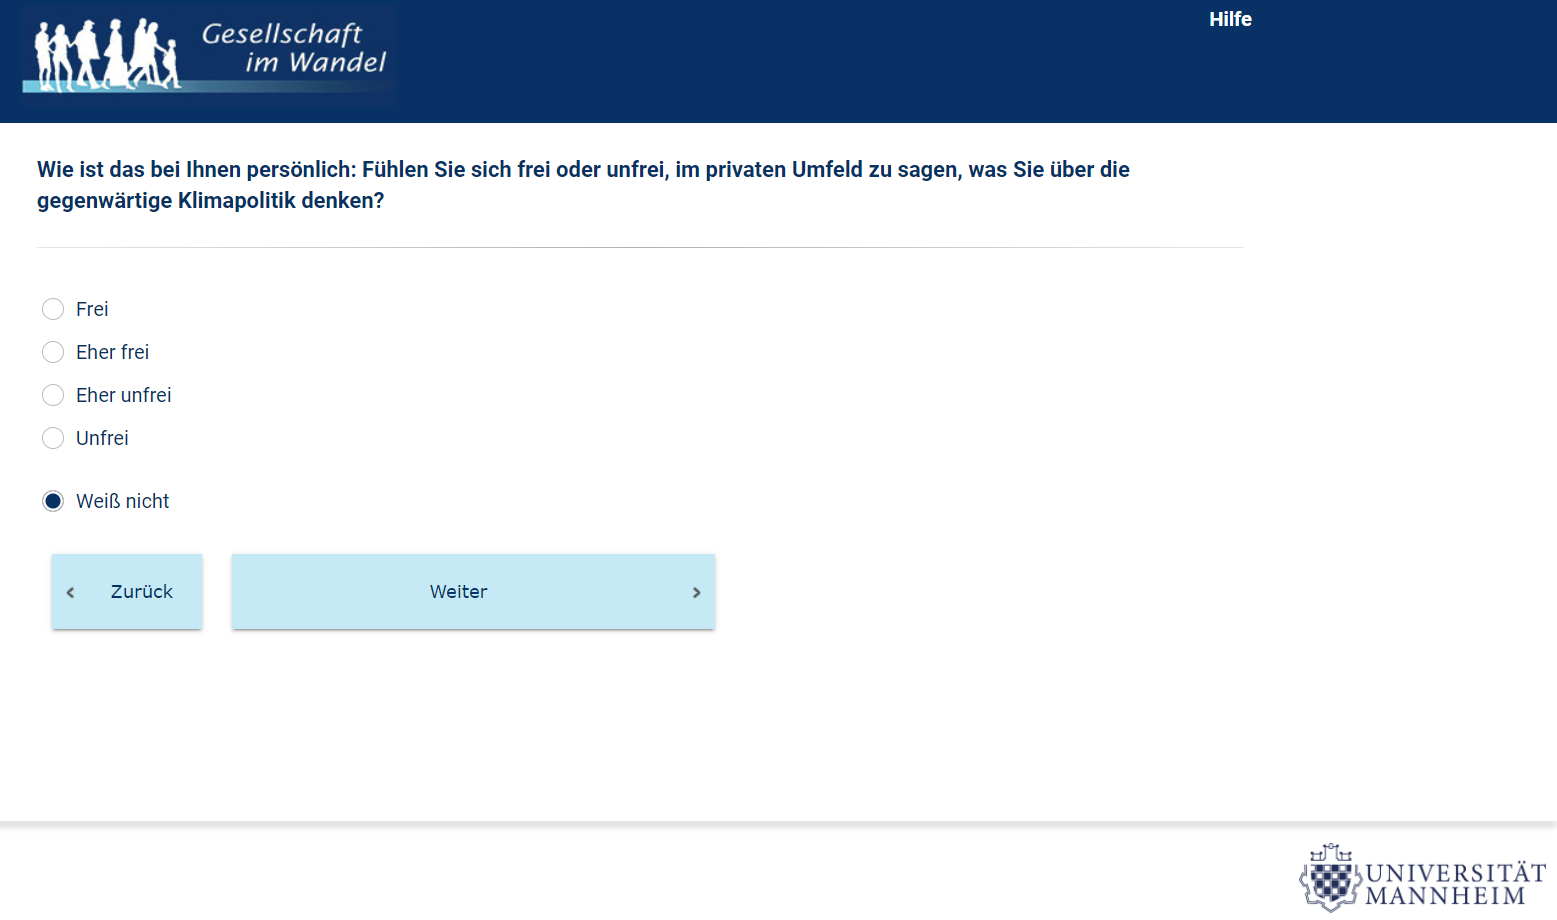 Gesellschaft
im Wandel
Hilfe
Wie ist das bei Ihnen persönlich: Fühlen Sie sich frei oder unfrei, im privaten Umfeld zu sagen, was Sie über die
gegenwärtige Klimapolitik denken?
Frei
Eher frei
Eher unfrei
Unfrei
Weiß nicht
Zurück
Weiter
UNIVERSITÄT
MANNHEIM